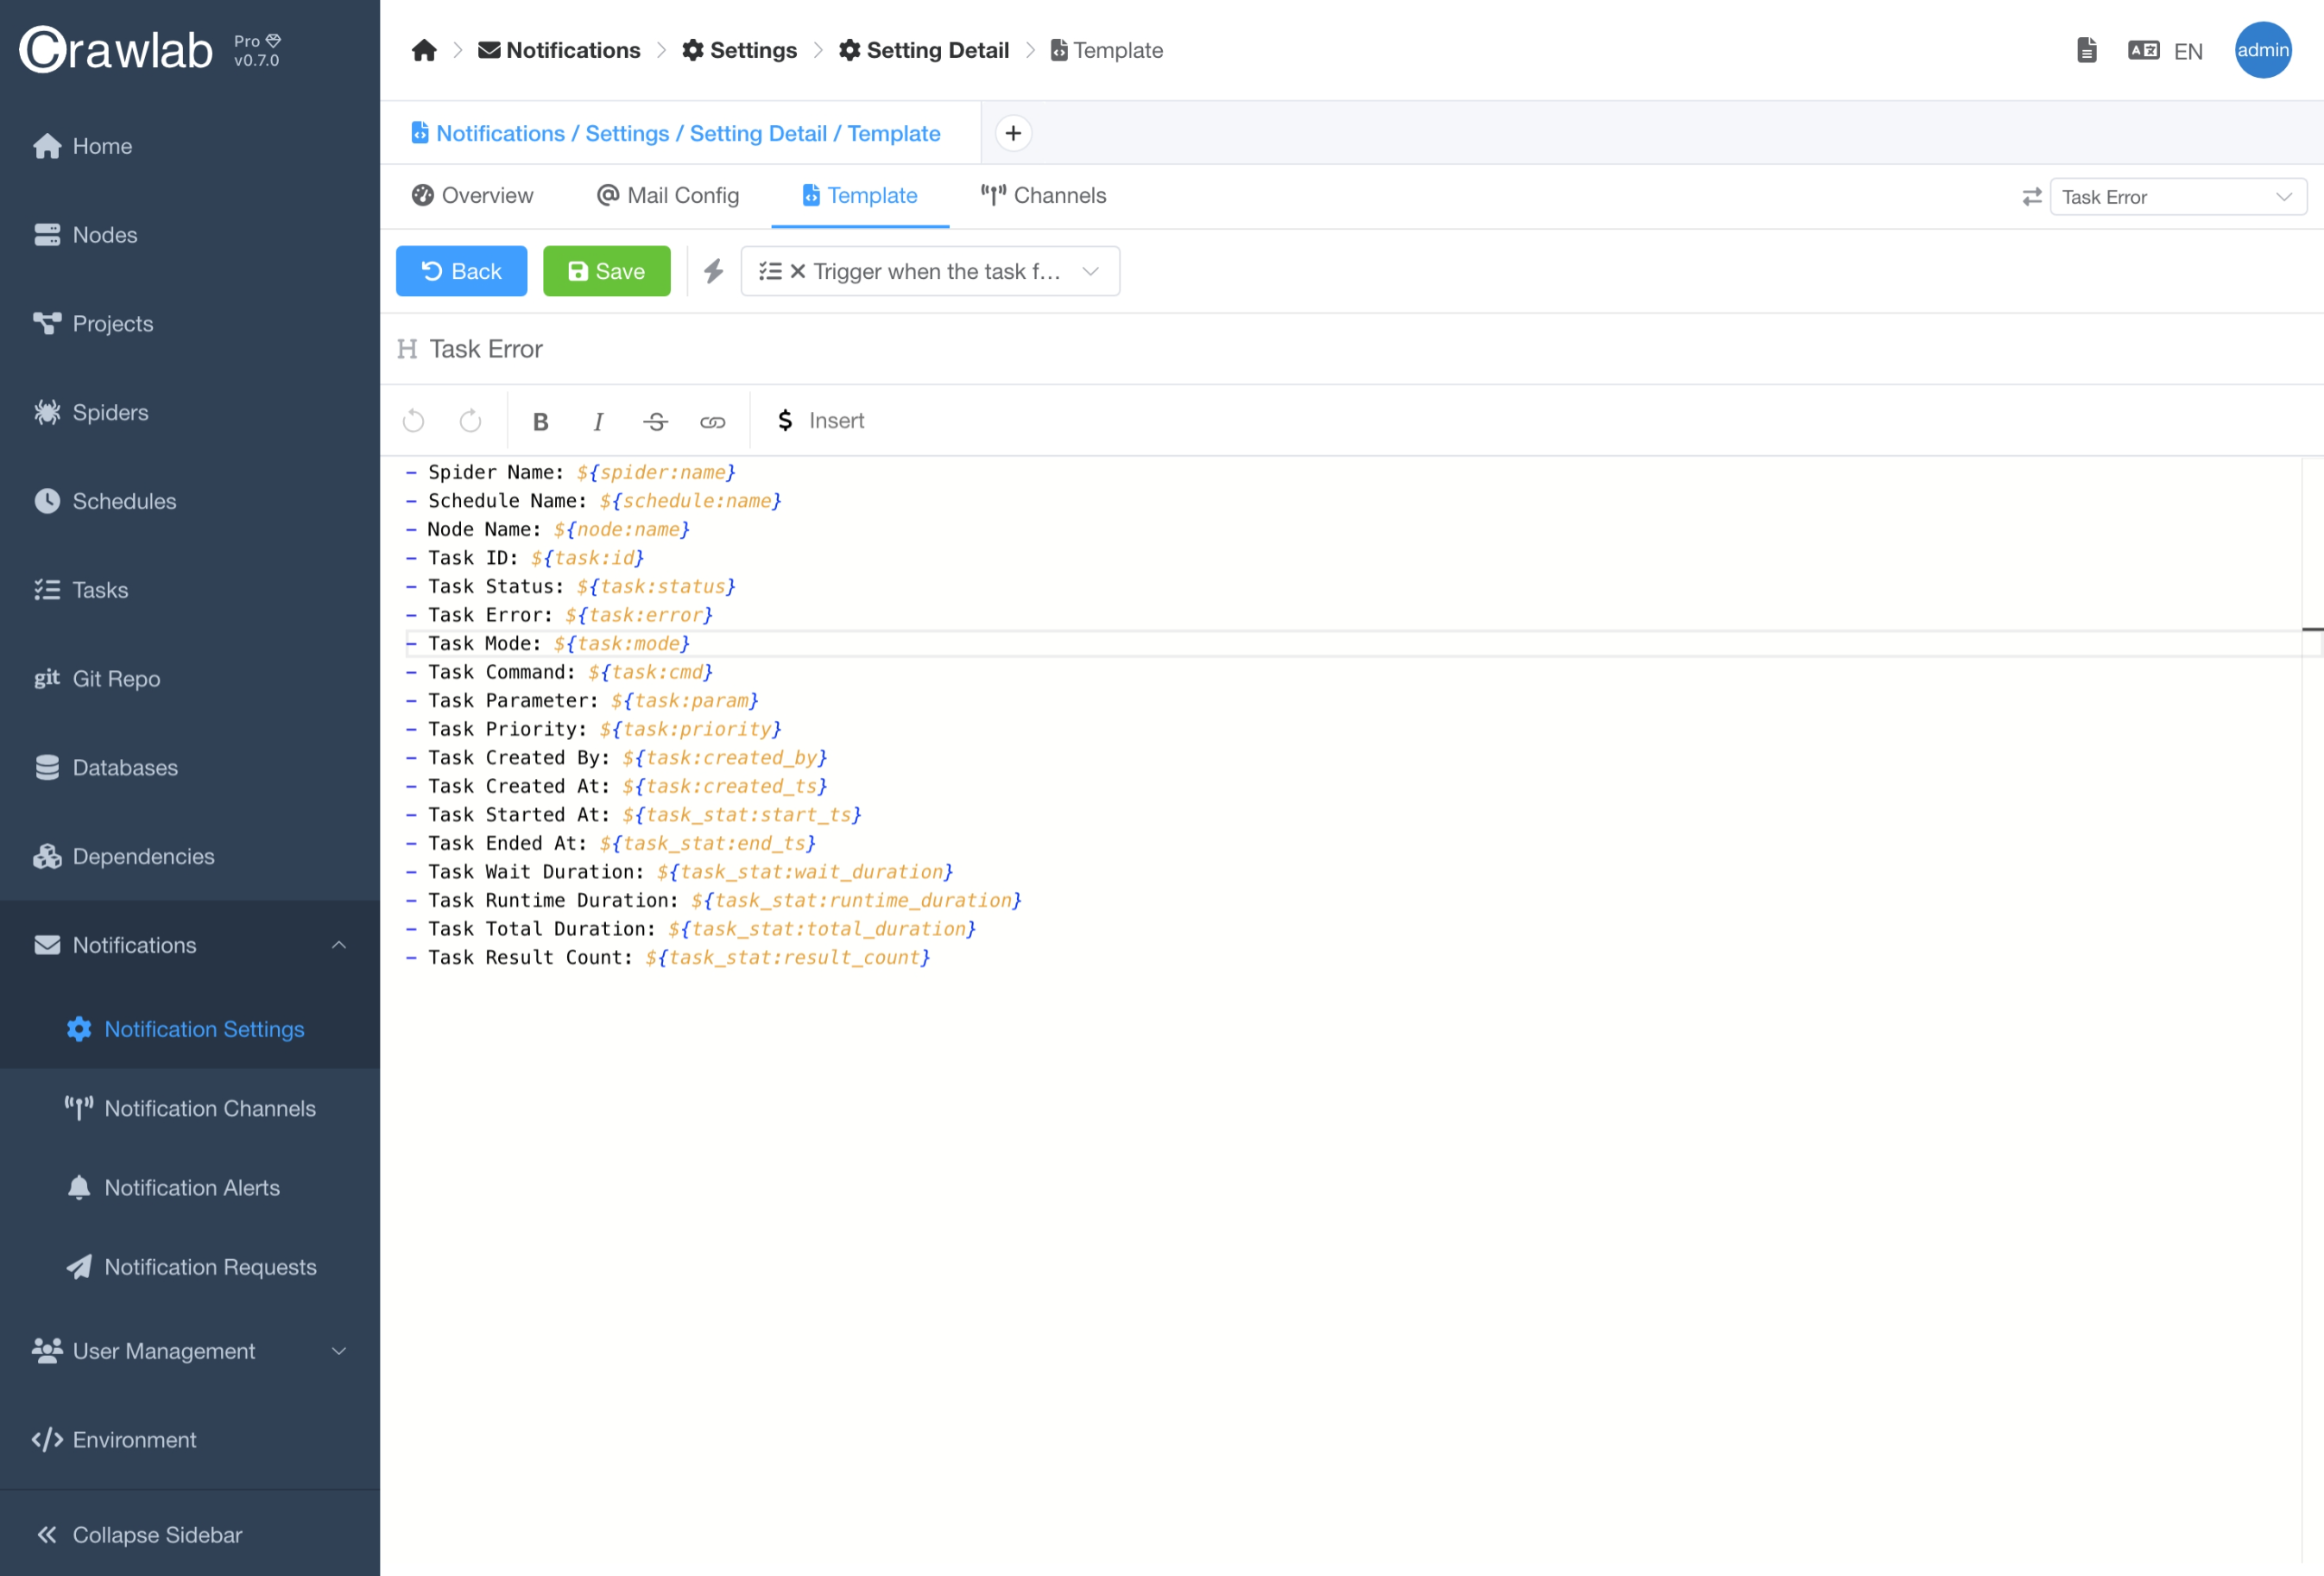 Crawlab
Pro
v0.7.0
Home
Nodes
Projects
Spiders
Schedules
Tasks
git Git Repo
Databases
Dependencies
Notifications
Notification Settings
Notification Channels
Notification Alerts
Notification Requests
User Management
Environment
Collapse Sidebar
Notifications
Settings
Setting Detail
Template
EN
admin
Notifications / Settings / Setting Detail / Template
Overview
Mail Config
Template
Channels
Task Error
Back
Save
Trigger when the task f...
H Task Error
B I S
$ Insert
- Spider Name: ${spider:name}
- Schedule Name: ${schedule:name}
- Node Name: ${node:name}
- Task ID: ${task:id}
- Task Status: ${task:status}
- Task Error: ${task:error}
- Task Mode: ${task:mode}
- Task Command: ${task:cmd}
- Task Parameter: ${task:param}
- Task Priority: ${task:priority}
- Task Created By: ${task:created_by}
- Task Created At: ${task:created_ts}
- Task Started At: ${task_stat:start_ts}
- Task Ended At: ${task_stat:end_ts}
- Task Wait Duration: ${task_stat:wait_duration}
- Task Runtime Duration: ${task_stat:runtime_duration}
- Task Total Duration: ${task_stat:total_duration}
- Task Result Count: ${task_stat:result_count}